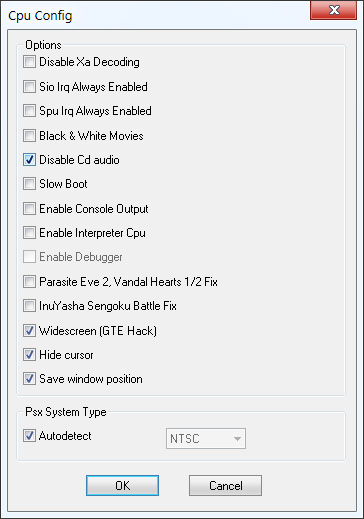 Cpu Config
Options
Disable Xa Decoding
Sio Irq Always Enabled
Spu Irq Always Enabled
Black & White Movies
Disable Cd audio
Slow Boot
Enable Console Output
Enable Interpreter Cpu
Enable Debugger
Parasite Eve 2, Vandal Hearts 1/2 Fix
InuYasha Sengoku Battle Fix
Widescreen (GTE Hack)
Hide cursor
Save window position
Psx System Type
Autodetect NTSC
OK Cancel